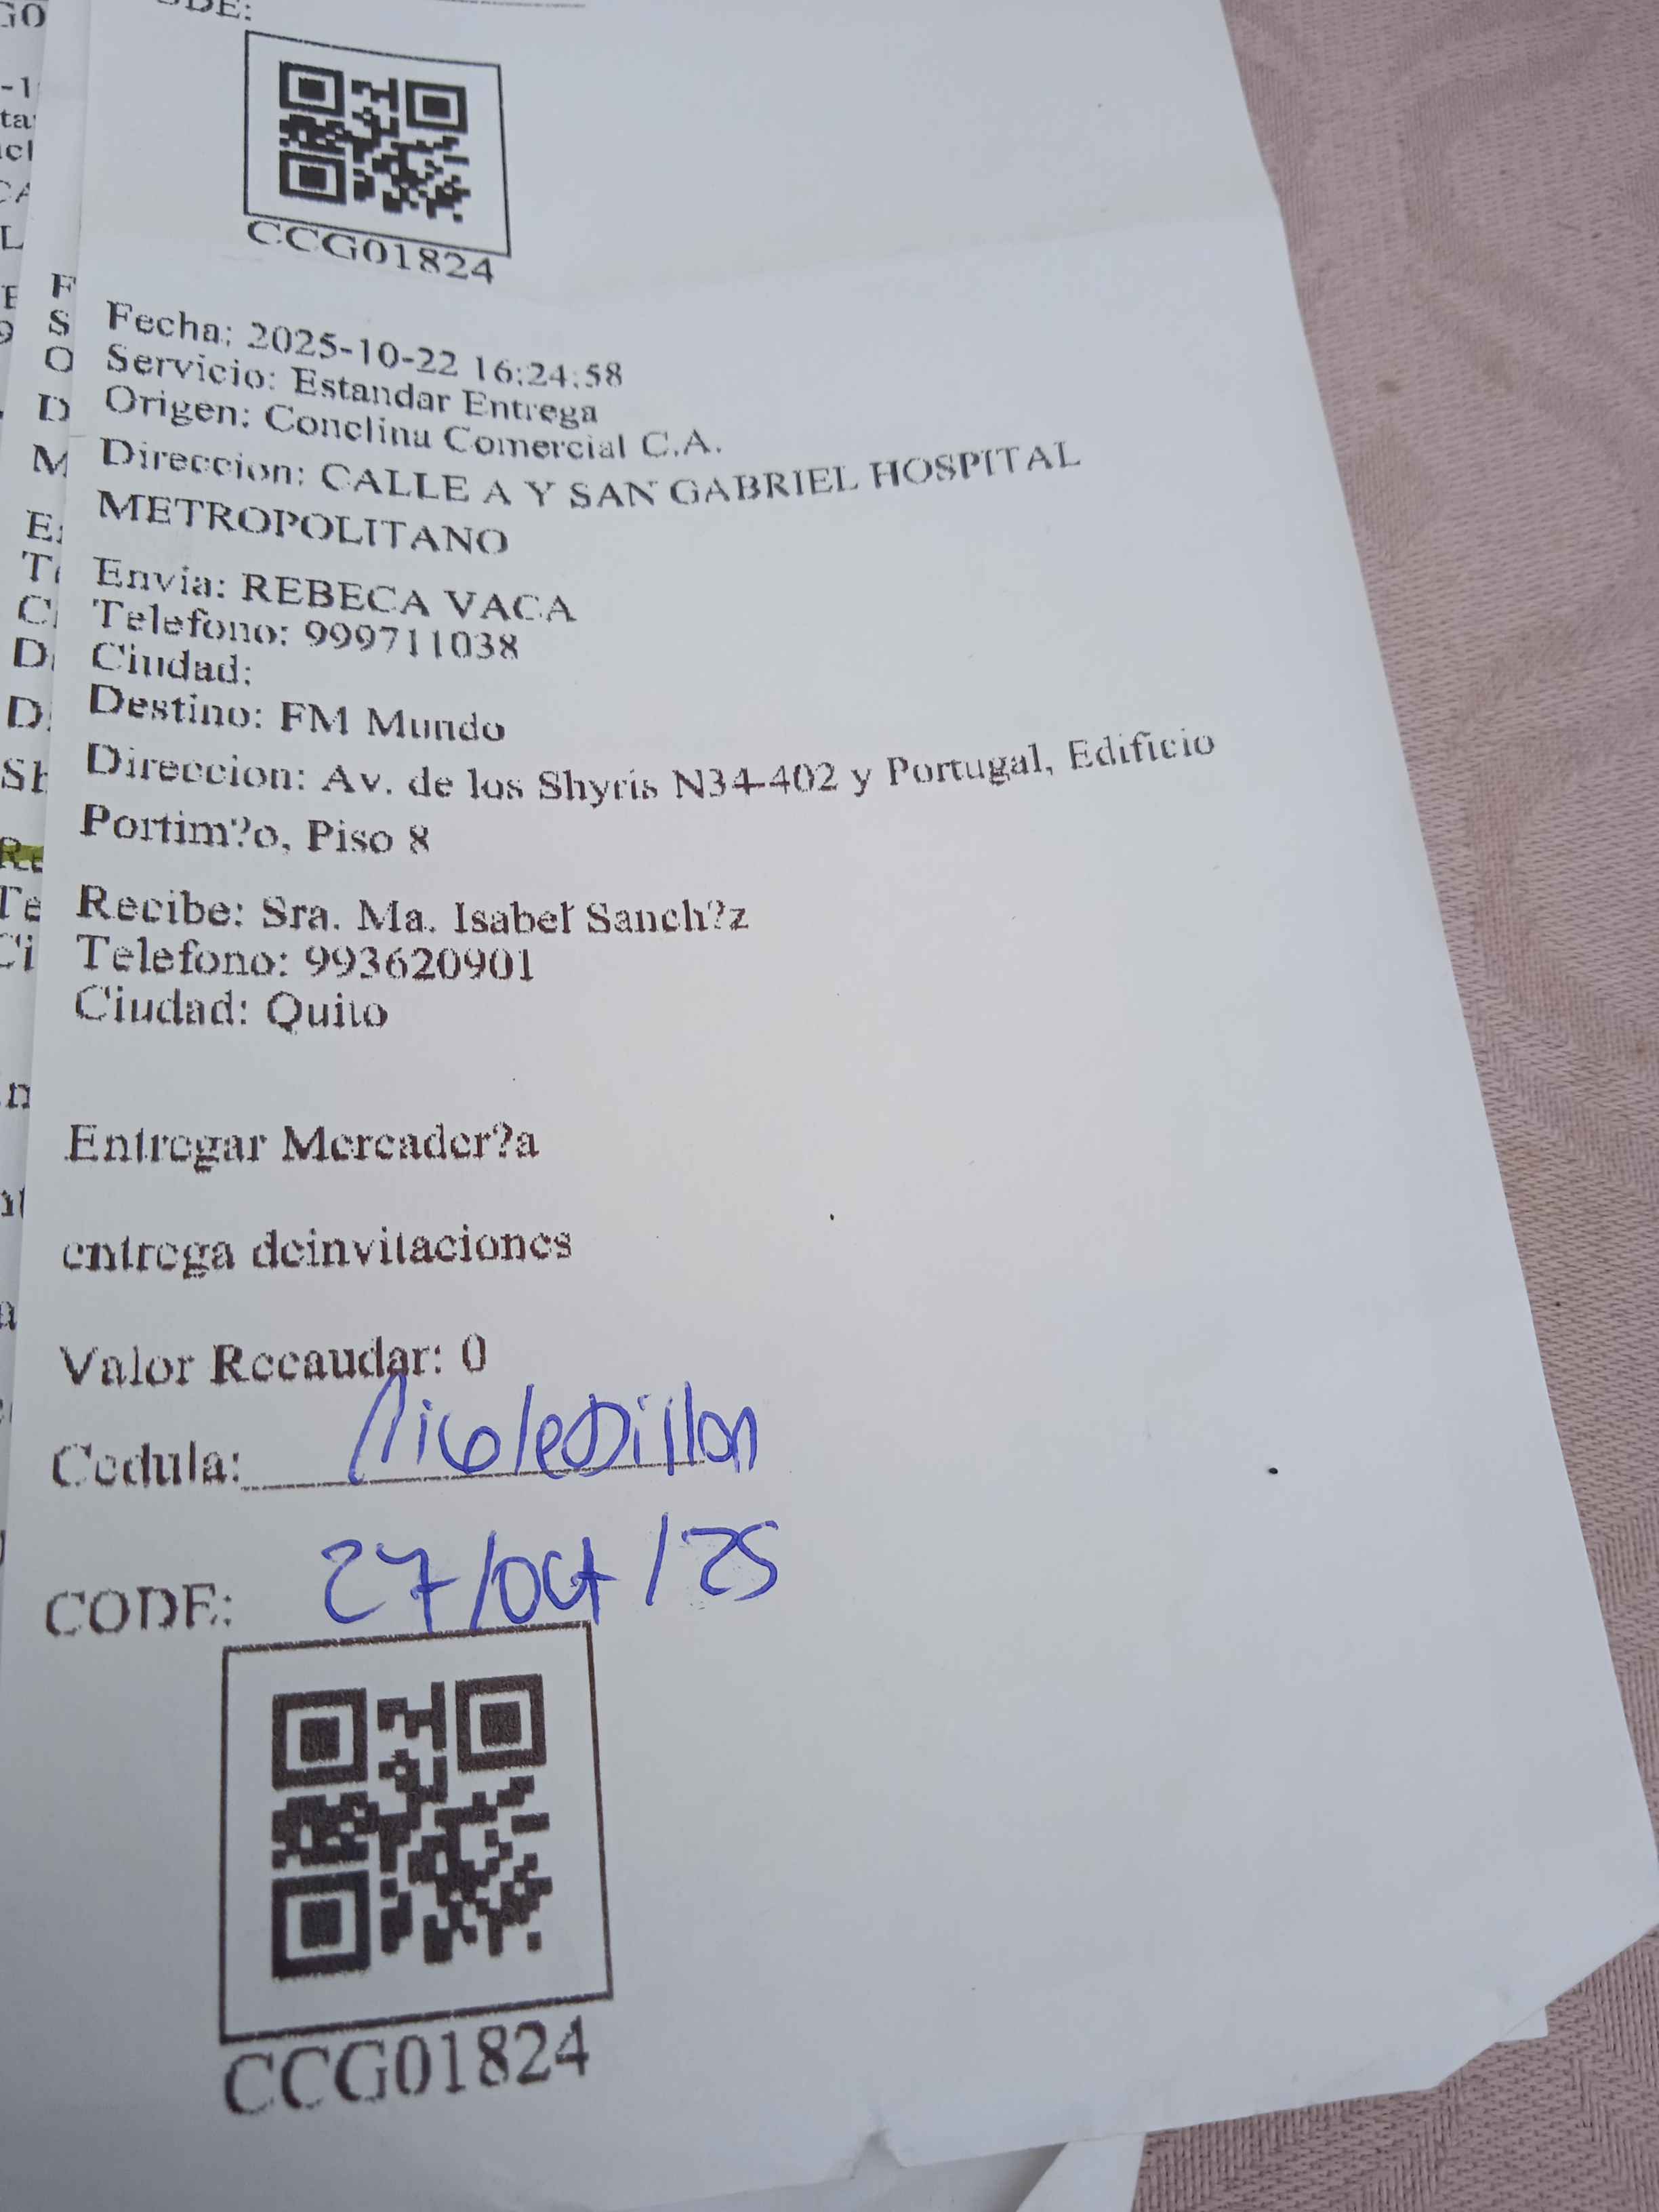 CCG01824
Fecha: 2025-10-22 16:24:58
Servicio: Estandar Entrega
Origen: Conclina Comercial C.A.
Direccion: CALLE A Y SAN GABRIEL HOSPITAL
METROPOLITANO
Envia: REBECA VACA
Telefono: 999711038
Ciudad:
Destino: FM Mundo
Direccion: Av. de los Shyris N34-402 y Portugal, Edificio
Portim?o, Piso 8
Recibe: Sra. Ma. Isabel Sanch?z
Telefono: 993620901
Ciudad: Quito
Entregar Mercader?a
entrega deinvitaciones
Valor Recaudar: 0
Cedula: Nicole Dillon
27/oct/25
CODE:
CCG01824